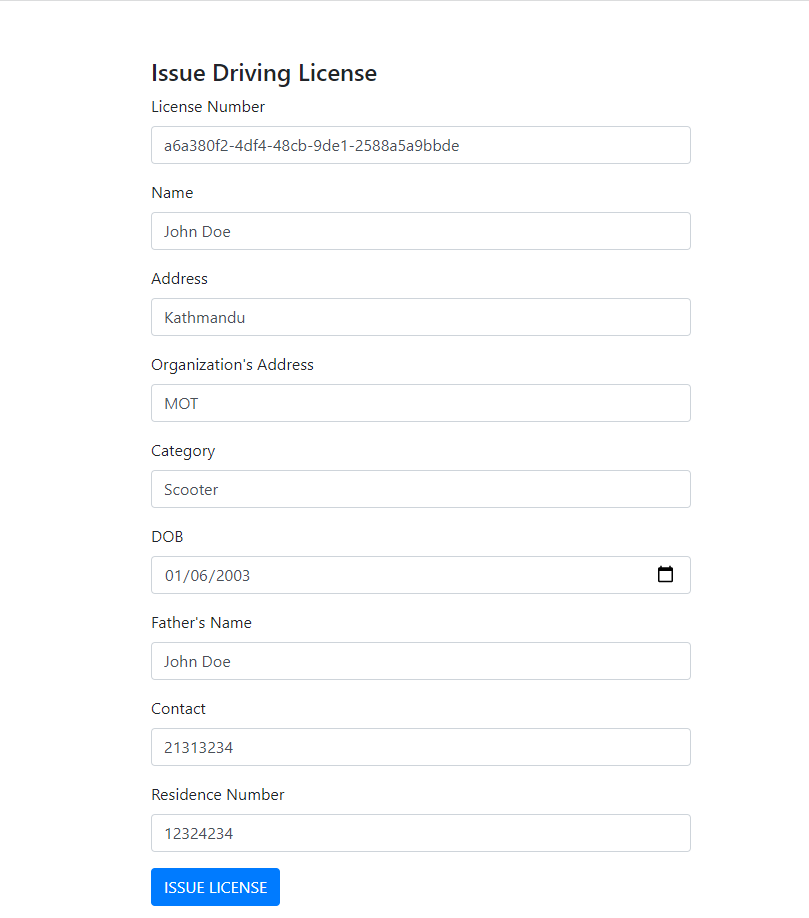 Issue Driving License
License Number
a6a380f2-4df4-48cb-9de1-2588a5a9bbde
Name
John Doe
Address
Kathmandu
Organization's Address
MOT
Category
Scooter
DOB
01/06/2003
Father's Name
John Doe
Contact
21313234
Residence Number
12324234
ISSUE LICENSE